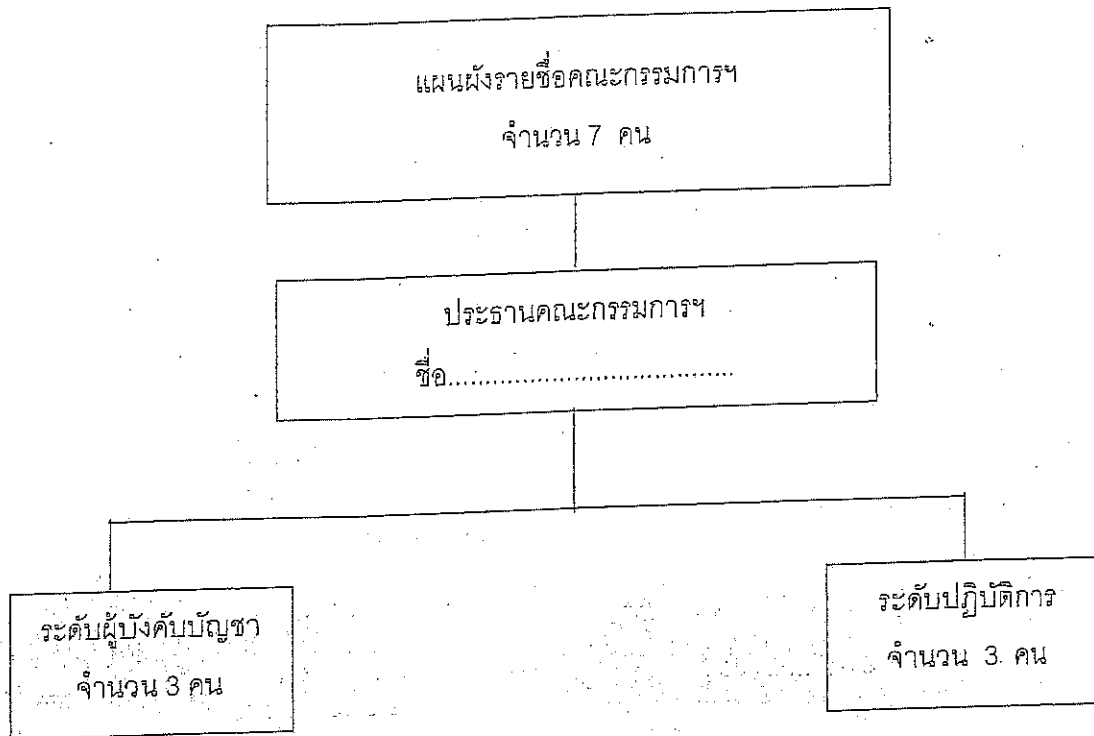 แผนผังรายชื่อคณะกรรมการฯ
จำนวน 7 คน
ประธานคณะกรรมการฯ
ชื่อ.......................................
ระดับผู้บังคับบัญชา
จำนวน 3 คน
ระดับปฏิบัติการ
จำนวน 3 คน